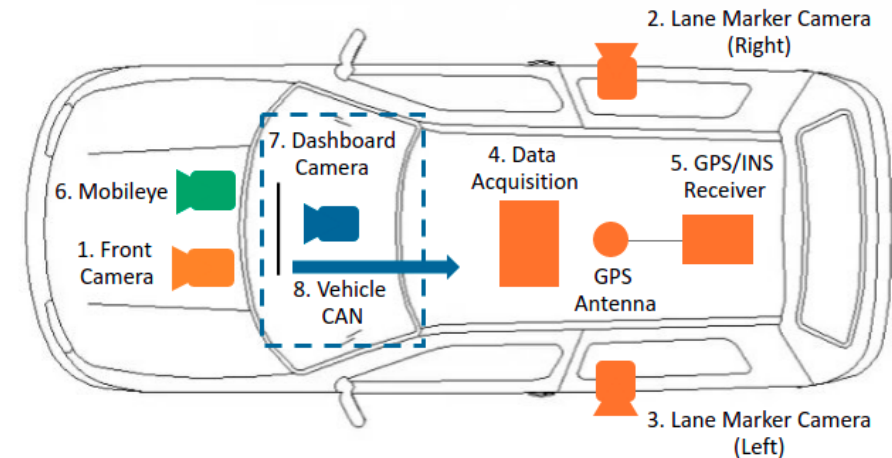 2. Lane Marker Camera
(Right)
7. Dashboard
Camera
4. Data
Acquisition
5. GPS/INS
Receiver
6. Mobileye
1. Front
Camera
8. Vehicle
CAN
GPS
Antenna
3. Lane Marker Camera
(Left)